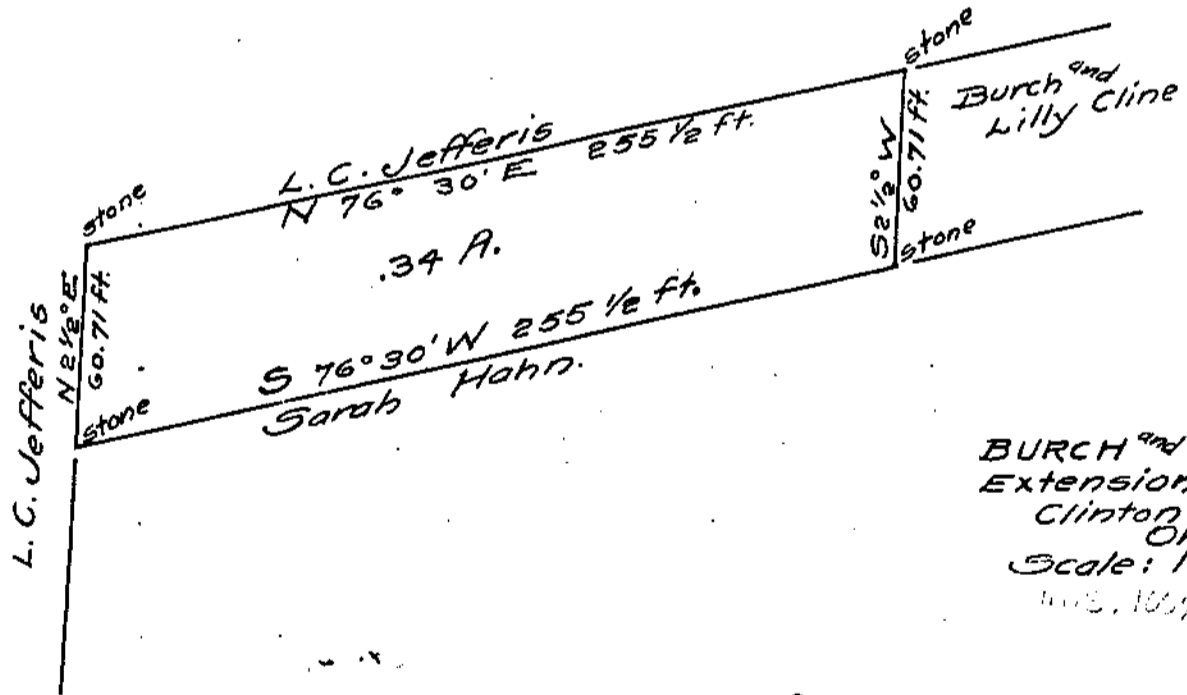 stone
Burch and
Lilly Cline
L. C. Jefferis
N 76° 30' E 255 1/2 ft.
S 2 1/2° W
60.71 ft.
stone
stone
.34 A.
L. C. Jefferis
N 2 1/2° E
60.71 ft.
S 76° 30' W 255 1/2 ft.
Sarah Hahn.
stone
BURCH and
Extension
Clinton
Scale: 1